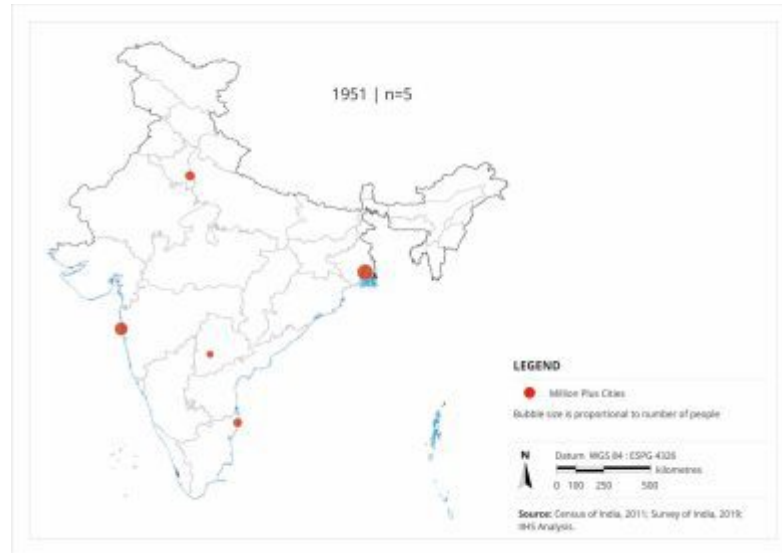 1951 | n=5
LEGEND
Million Plus Cities
Bubble size is proportional to number of people
N
Datum WGS 84 : ESPG 4326
Kilometres
0 100 250 500
Source: Census of India, 2011; Survey of India, 2019;
IIHS Analysis.